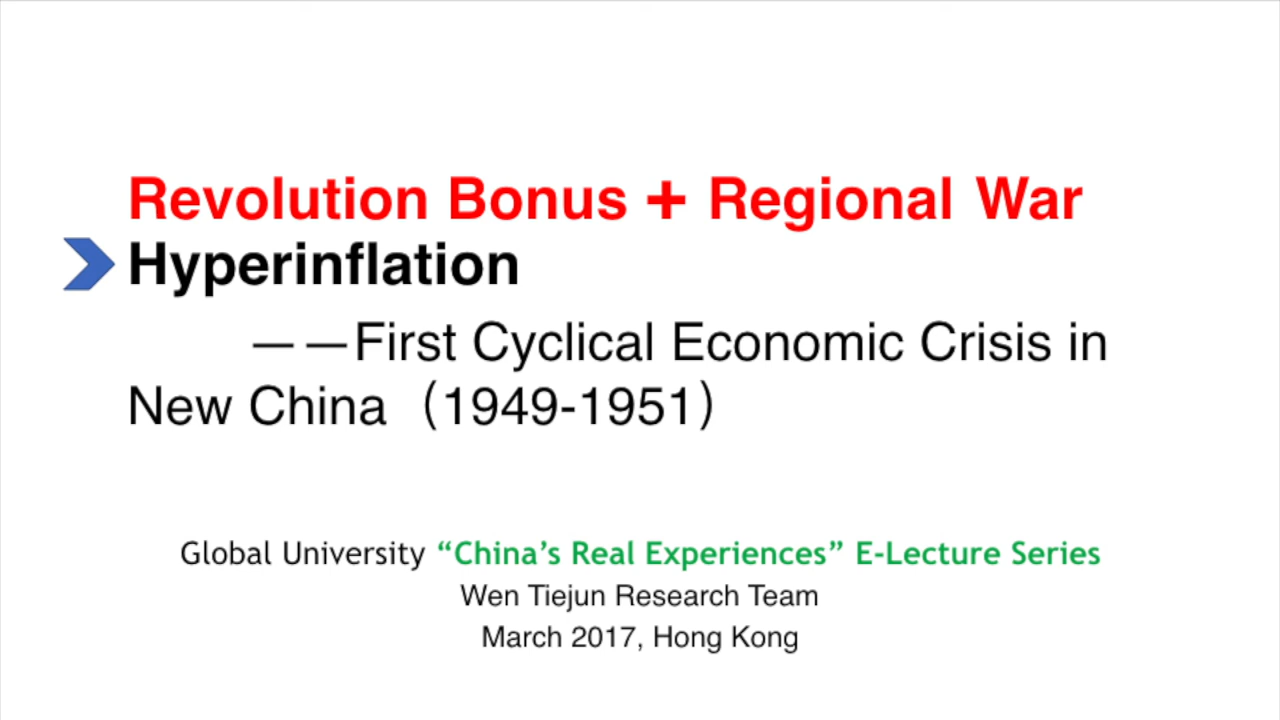 Revolution Bonus + Regional War
Hyperinflation
——First Cyclical Economic Crisis in
New China（1949-1951）
Global University “China’s Real Experiences” E-Lecture Series
Wen Tiejun Research Team
March 2017, Hong Kong